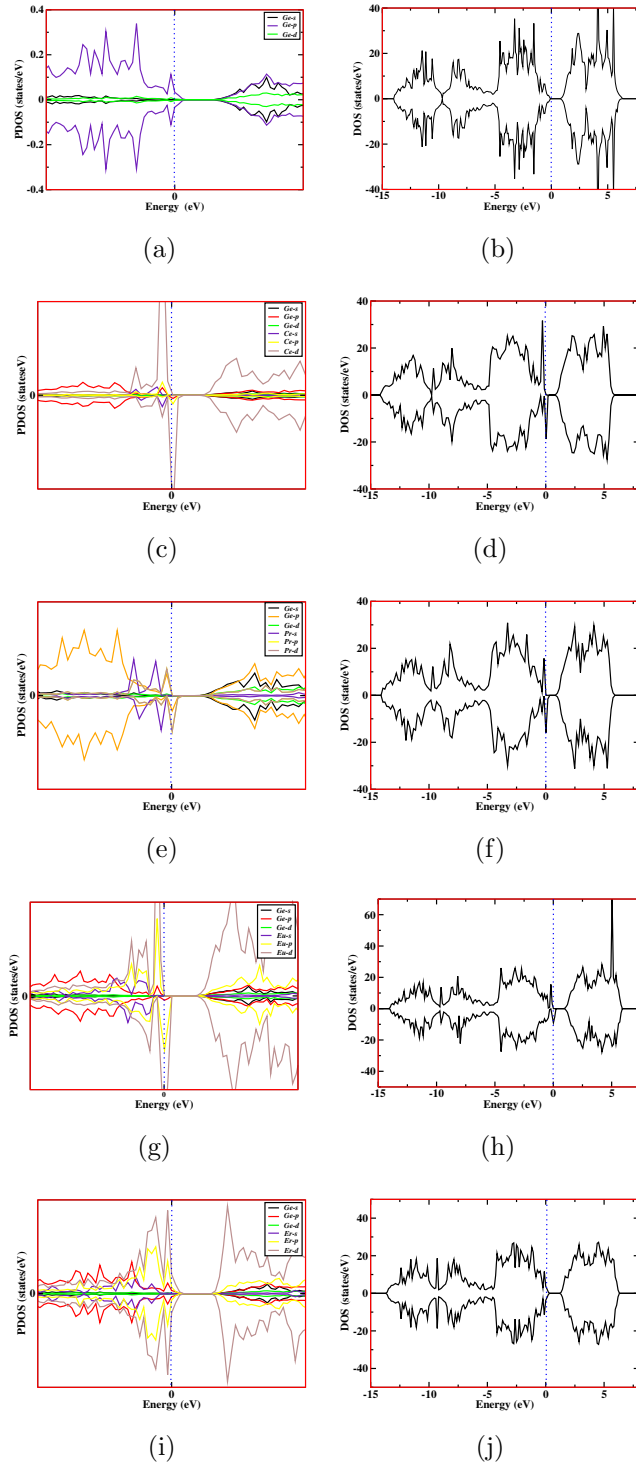 0.4
0.2
0
-0.2
-0.4
PDOS (states/eV)
Ge-s
Ge-p
Ge-d
0
Energy (eV)
(a)
40
20
0
-20
-40
DOS (states/eV)
-15 -10 -5 0 5
Energy (eV)
(b)
0
PDOS (stateseV)
Ge-s
Ge-p
Ge-d
Ce-s
Ce-p
Ce-d
0
Energy (eV)
(c)
40
20
0
-20
-40
DOS (states/eV)
-15 -10 -5 0 5
Energy (eV)
(d)
0
PDOS (states/eV)
Ge-s
Ge-p
Ge-d
Pr-s
Pr-p
Pr-d
0
Energy (eV)
(e)
40
20
0
-20
-40
DOS (states/eV)
-15 -10 -5 0 5
Energy (eV)
(f)
0
PDOS (states/eV)
Ge-s
Ge-p
Ge-d
Eu-s
Eu-p
Eu-d
0
Energy (eV)
(g)
60
40
20
0
-20
-40
DOS (states/eV)
-15 -10 -5 0 5
Energy (eV)
(h)
0
PDOS (states/eV)
Ge-s
Ge-p
Ge-d
Er-s
Er-p
Er-d
0
Energy (eV)
(i)
40
20
0
-20
-40
DOS (states/eV)
-15 -10 -5 0 5
Energy (eV)
(j)